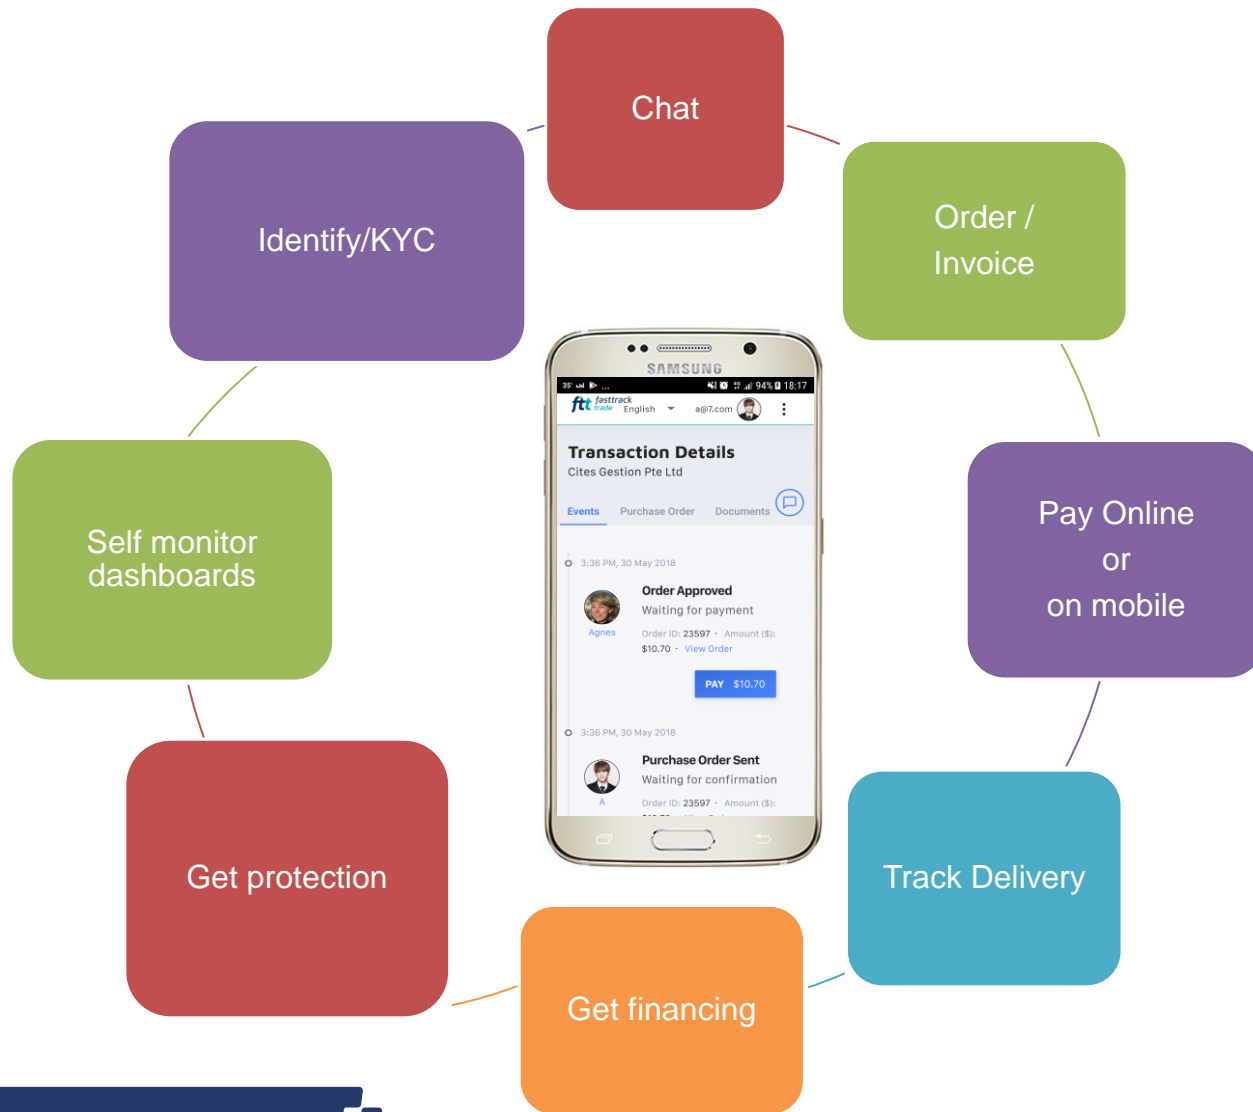 Chat
Identify/KYC
Order /
Invoice
Self monitor
dashboards
Pay Online
or
on mobile
Get protection
Track Delivery
Get financing
SAMSUNG
35° ... 94% 18:17
ftt fasttrack
trade English a@7.com
Transaction Details
Cites Gestion Pte Ltd
Events Purchase Order Documents
3:36 PM, 30 May 2018
Order Approved
Waiting for payment
Agnes
Order ID: 23597 · Amount ($):
$10.70 · View Order
PAY $10.70
3:36 PM, 30 May 2018
Purchase Order Sent
Waiting for confirmation
A
Order ID: 23597 · Amount ($):